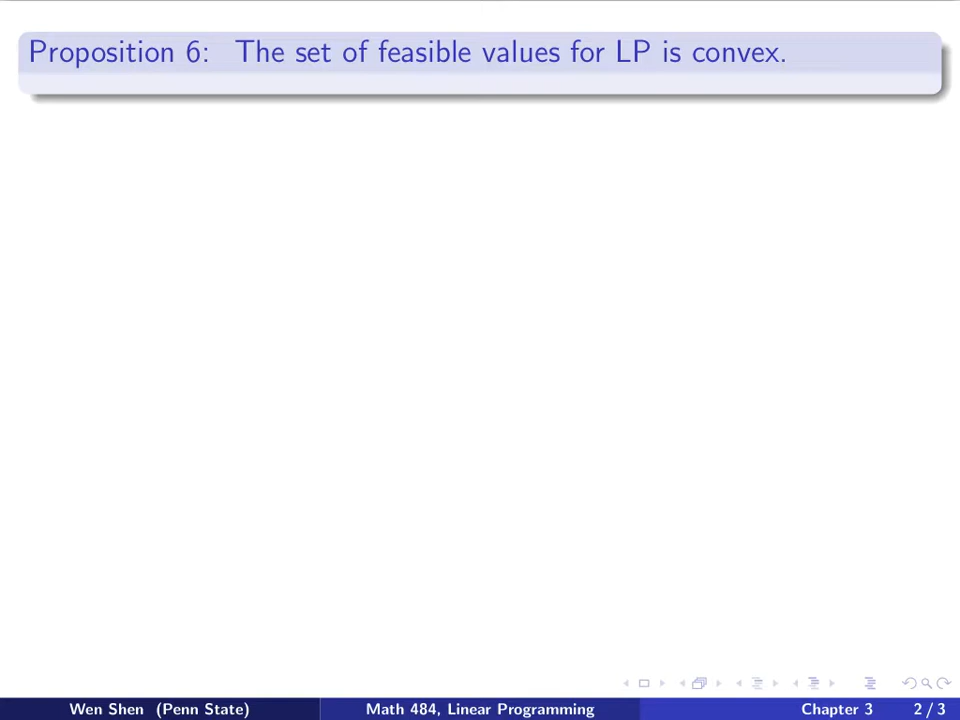 Proposition 6: The set of feasible values for LP is convex.
Wen Shen (Penn State) Math 484, Linear Programming Chapter 3 2 / 3